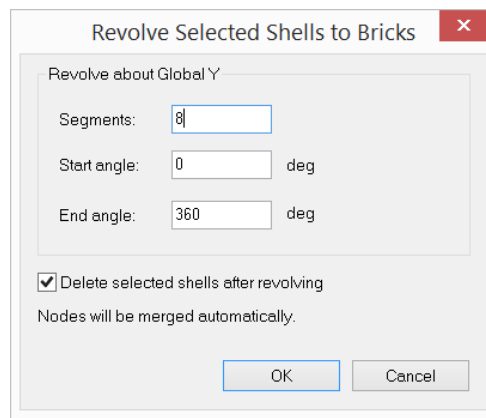 Revolve Selected Shells to Bricks
Revolve about Global Y
Segments: 8
Start angle: 0 deg
End angle: 360 deg
Delete selected shells after revolving
Nodes will be merged automatically.
OK Cancel